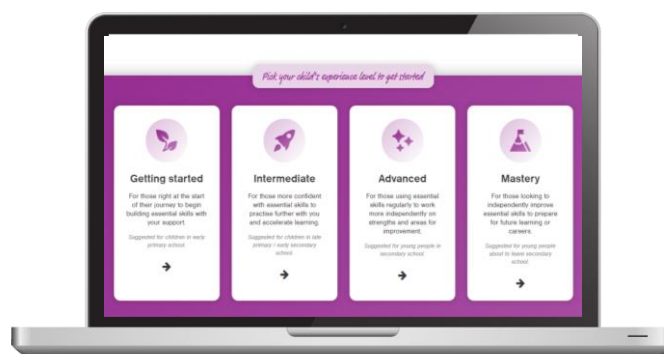 Pick your child's experience level to get started
Getting started
For those right at the start
of their journey to begin
building essential skills with
your support.
Suggested for children in early
primary school.
Intermediate
For those more confident
with essential skills to
practise further with you
and accelerate learning.
Suggested for children in late
primary / early secondary
school.
Advanced
For those using essential
skills regularly to work
more independently on
strengths and areas for
improvement.
Suggested for young people in
secondary school.
Mastery
For those looking to
independently improve
essential skills to prepare
for future learning or
careers.
Suggested for young people
about to leave secondary
school.